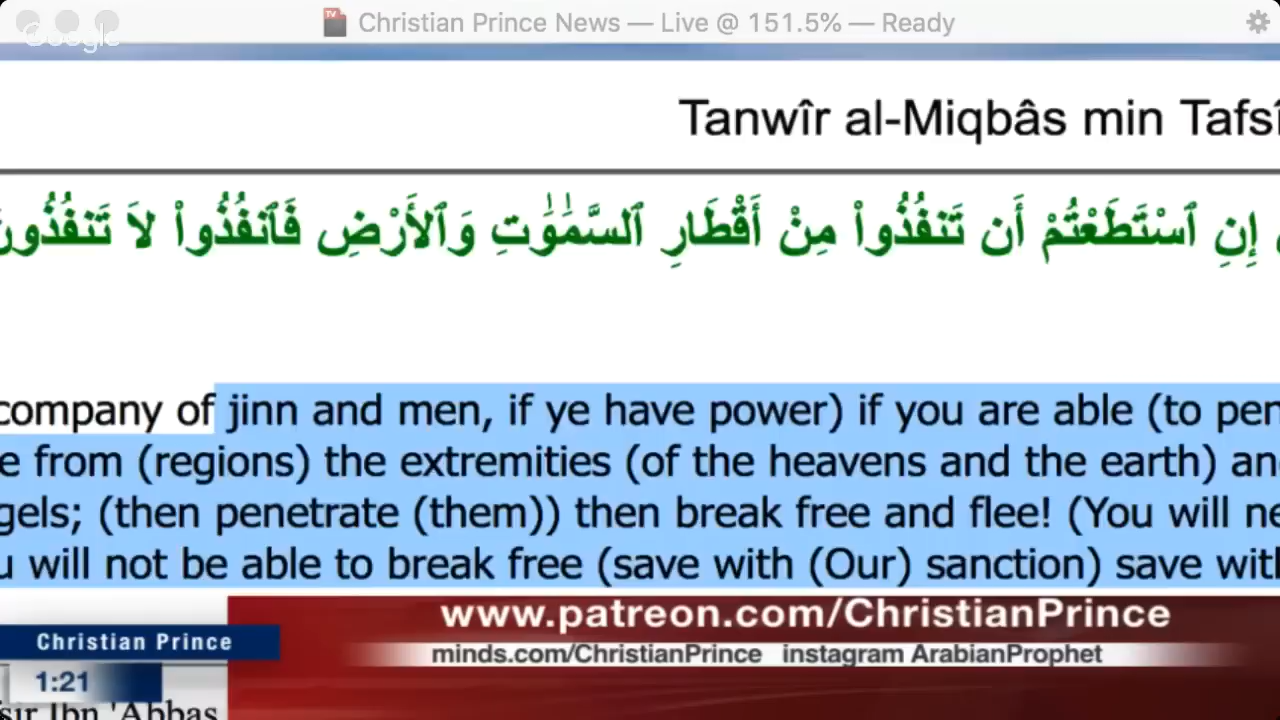 Christian Prince News — Live @ 151.5% — Ready
Google
Tanwîr al-Miqbâs min Tafsî
إِنِ ٱسْتَطَعْتُمْ أَن تَنفُذُواْ مِنْ أَقْطَارِ ٱلسَّمَٰوَٰتِ وَٱلأَرْضِ فَٱنفُذُواْ لاَ تَنفُذُونَ
company of jinn and men, if ye have power) if you are able (to pen
e from (regions) the extremities (of the heavens and the earth) an
gels; (then penetrate (them)) then break free and flee! (You will ne
u will not be able to break free (save with (Our) sanction) save wit
www.patreon.com/ChristianPrince
Christian Prince
minds.com/ChristianPrince instagram ArabianProphet
1:21
sir Ibn 'Abbas